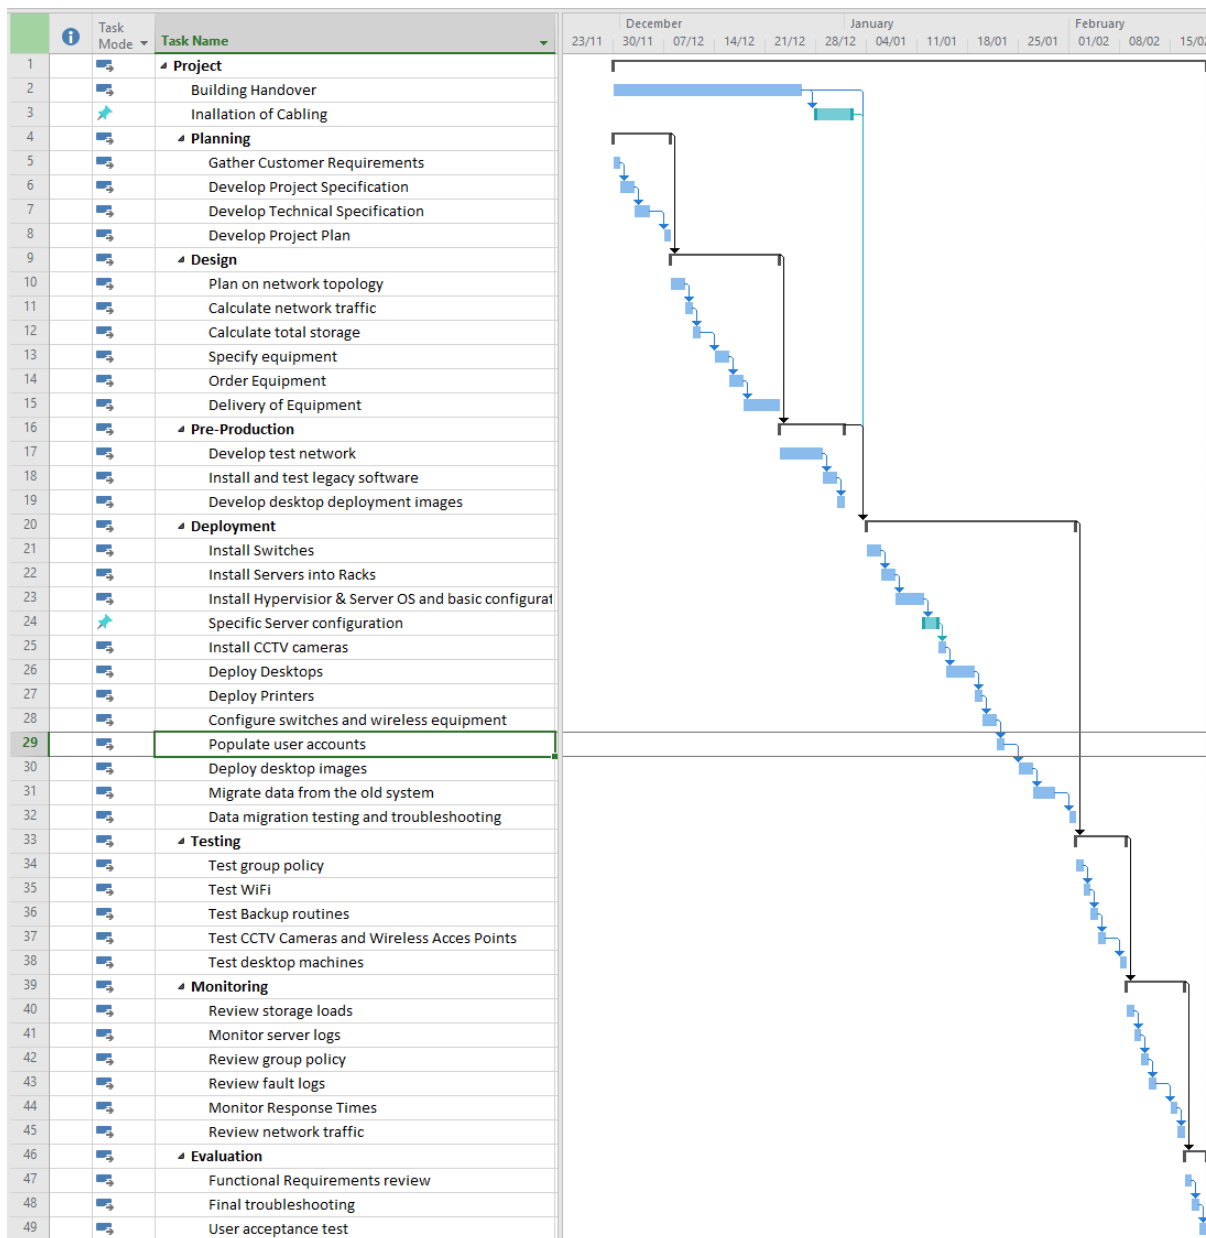 December January February
Task
Mode Task Name
23/11 30/11 07/12 14/12 21/12 28/12 04/01 11/01 18/01 25/01 01/02 08/02 15/02
1 Project
2 Building Handover
3 Inallation of Cabling
4 Planning
5 Gather Customer Requirements
6 Develop Project Specification
7 Develop Technical Specification
8 Develop Project Plan
9 Design
10 Plan on network topology
11 Calculate network traffic
12 Calculate total storage
13 Specify equipment
14 Order Equipment
15 Delivery of Equipment
16 Pre-Production
17 Develop test network
18 Install and test legacy software
19 Develop desktop deployment images
20 Deployment
21 Install Switches
22 Install Servers into Racks
23 Install Hypervisior & Server OS and basic configurat
24 Specific Server configuration
25 Install CCTV cameras
26 Deploy Desktops
27 Deploy Printers
28 Configure switches and wireless equipment
29 Populate user accounts
30 Deploy desktop images
31 Migrate data from the old system
32 Data migration testing and troubleshooting
33 Testing
34 Test group policy
35 Test WiFi
36 Test Backup routines
37 Test CCTV Cameras and Wireless Acces Points
38 Test desktop machines
39 Monitoring
40 Review storage loads
41 Monitor server logs
42 Review group policy
43 Review fault logs
44 Monitor Response Times
45 Review network traffic
46 Evaluation
47 Functional Requirements review
48 Final troubleshooting
49 User acceptance test